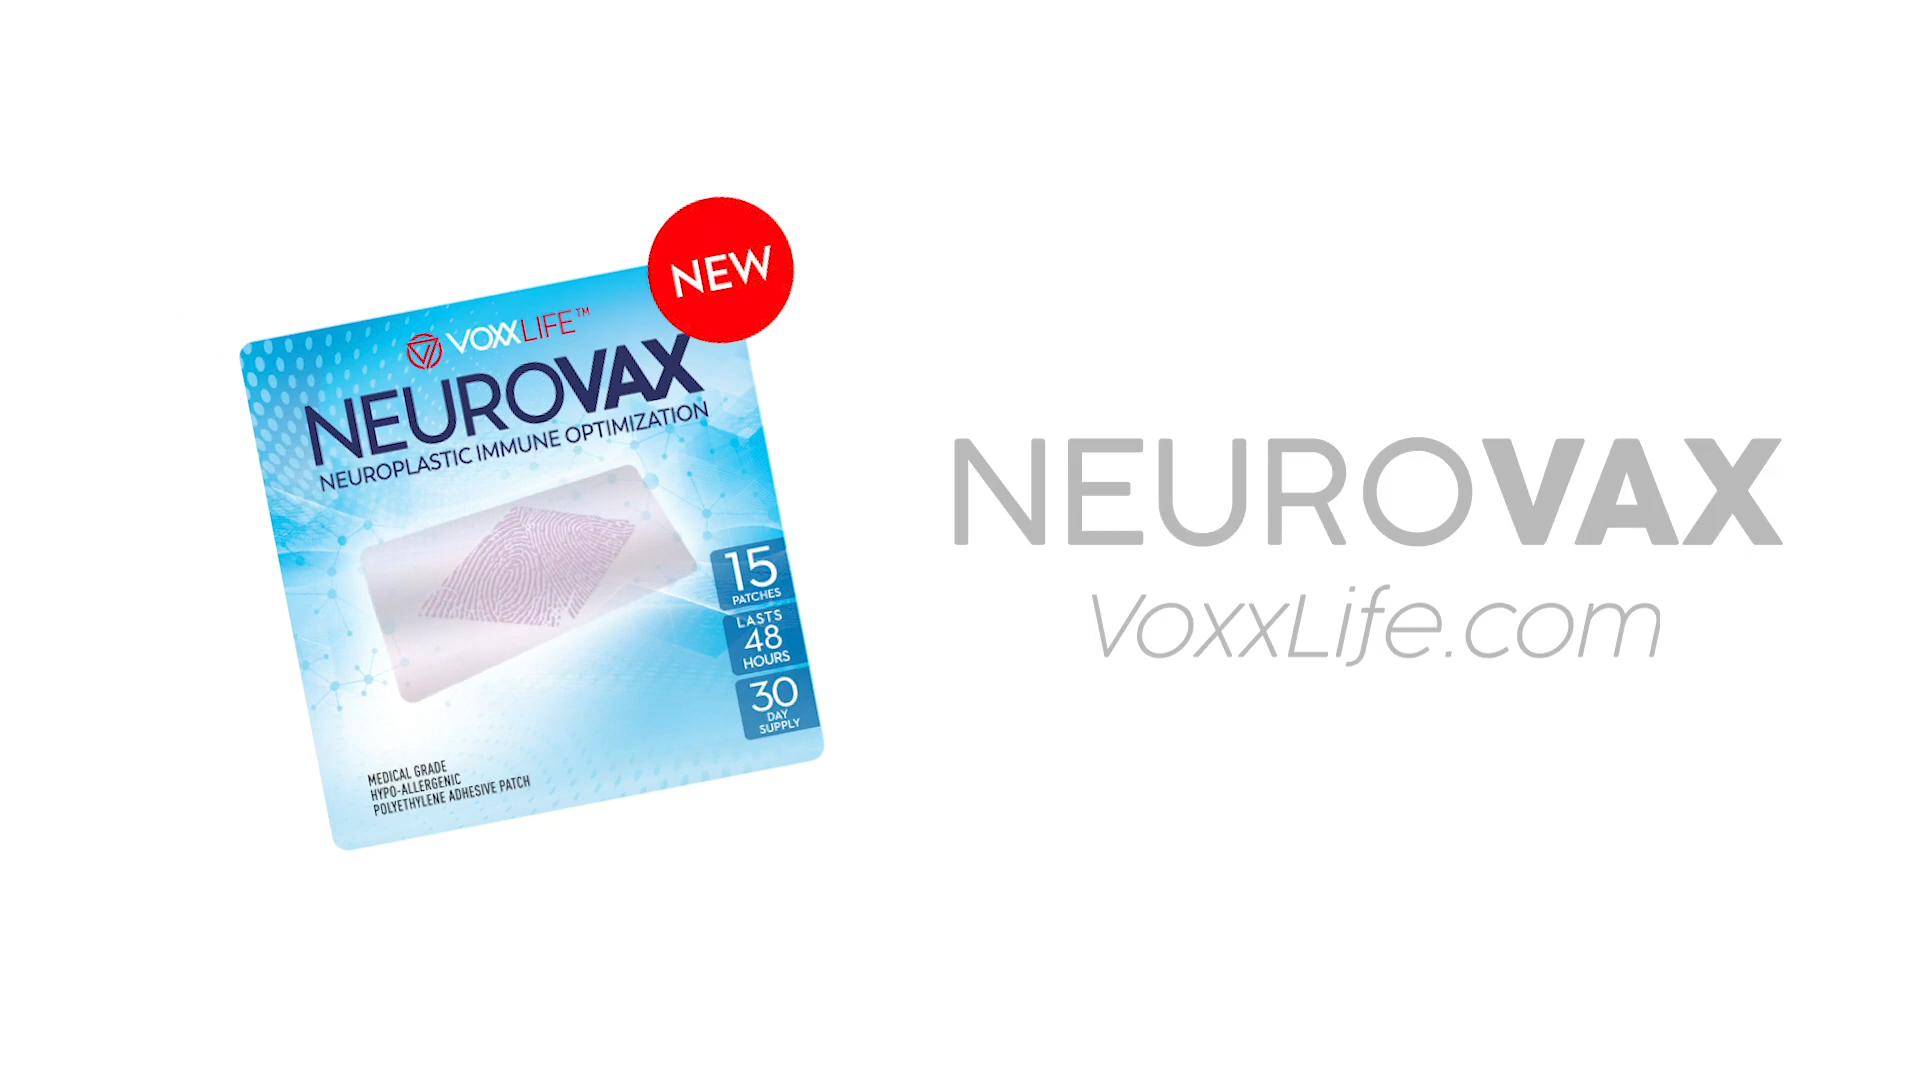 NEW
VOXXLIFE™
NEUROVAX
NEUROPLASTIC IMMUNE OPTIMIZATION
15
PATCHES
LASTS
48
HOURS
30
DAY
SUPPLY
MEDICAL GRADE
HYPO-ALLERGENIC
POLYETHYLENE ADHESIVE PATCH
NEUROVAX
VoxxLife.com